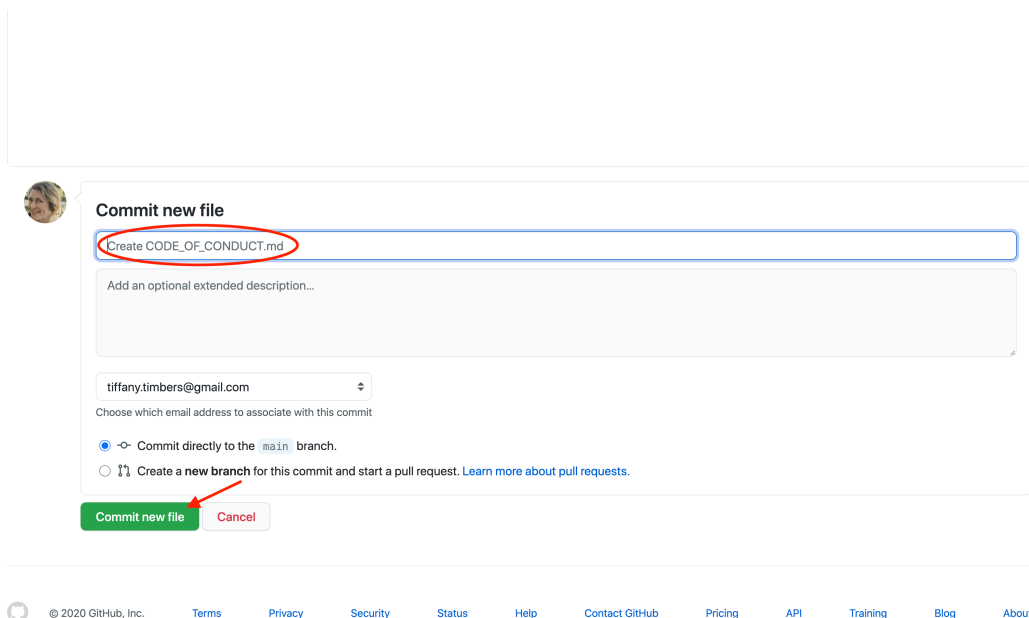 Commit new file
Create CODE_OF_CONDUCT.md
Add an optional extended description...
tiffany.timbers@gmail.com
Choose which email address to associate with this commit
Commit directly to the main branch.
Create a new branch for this commit and start a pull request. Learn more about pull requests.
Commit new file Cancel
© 2020 GitHub, Inc. Terms Privacy Security Status Help Contact GitHub Pricing API Training Blog About